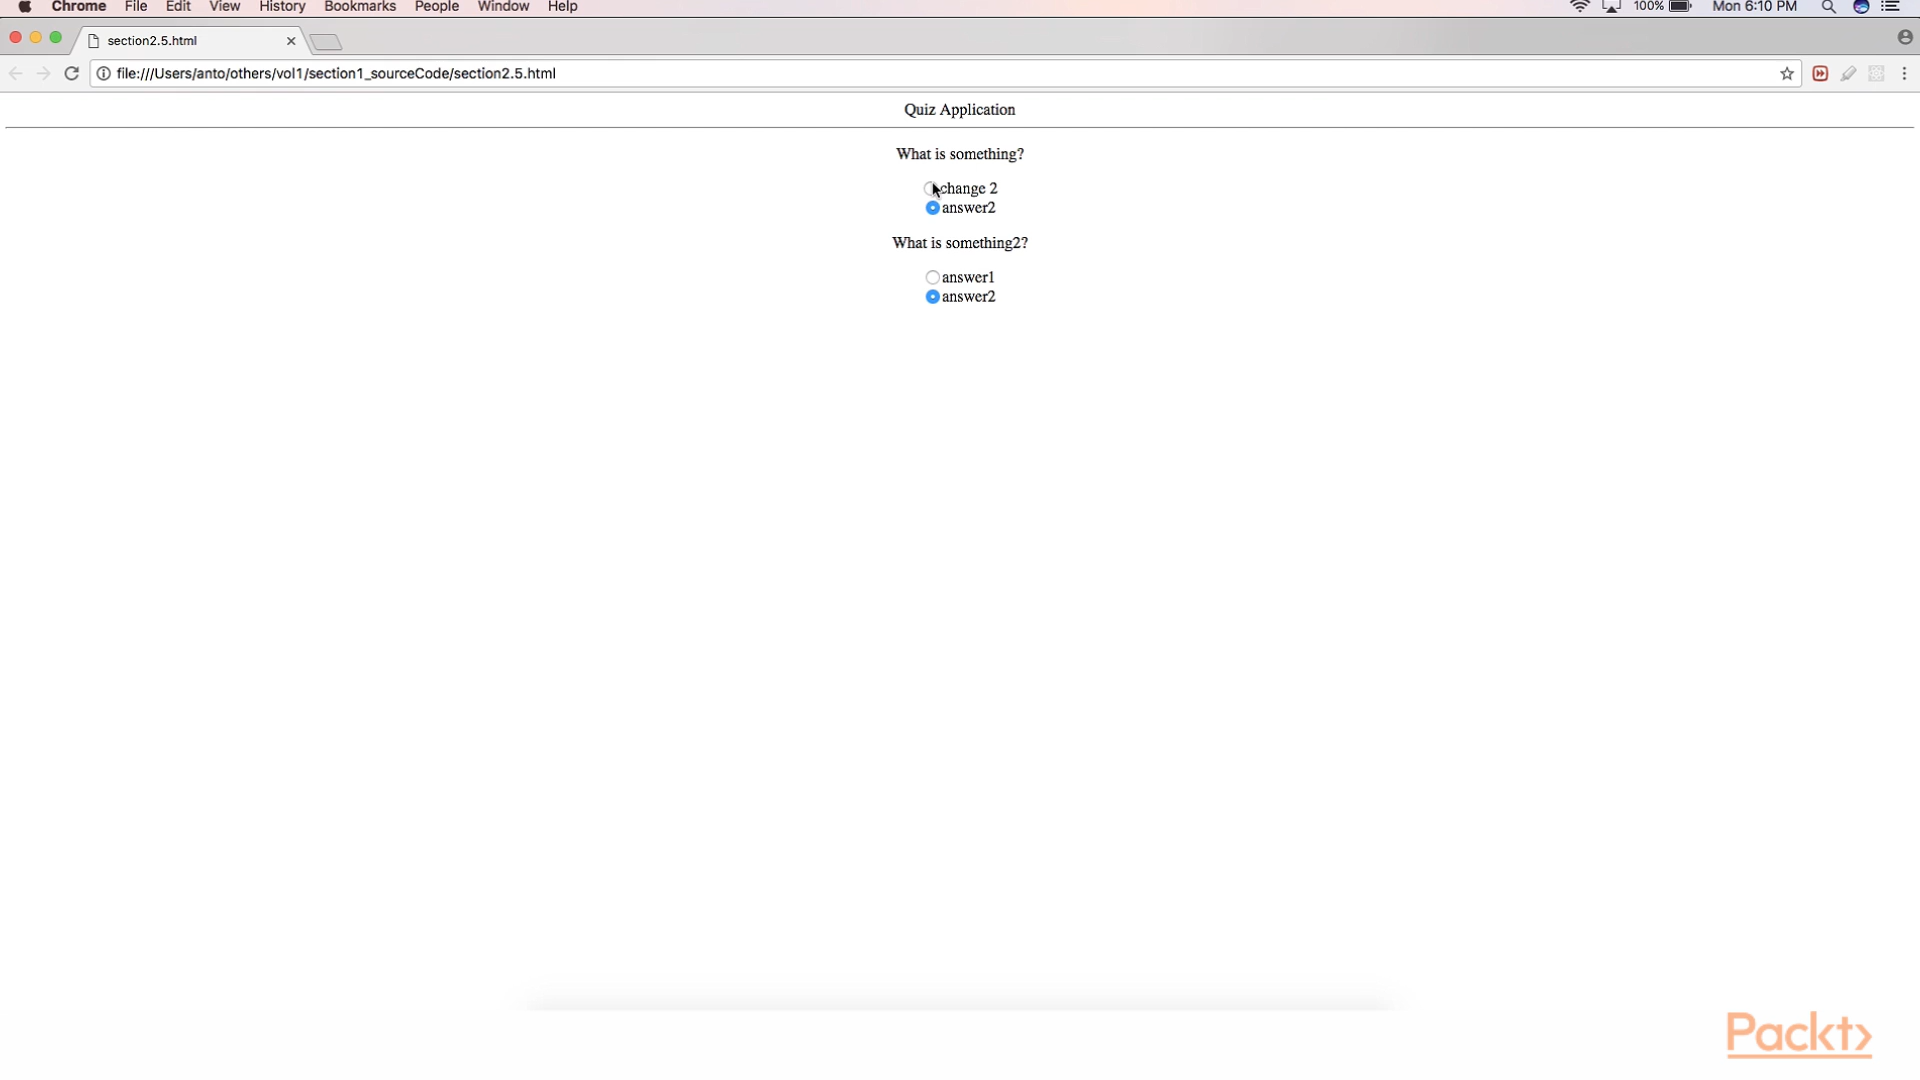 Chrome File Edit View History Bookmarks People Window Help 100% Mon 6:10 PM
section2.5.html
file:///Users/anto/others/vol1/section1_sourceCode/section2.5.html
Quiz Application
What is something?
change 2
answer2
What is something2?
answer1
answer2
Packt>